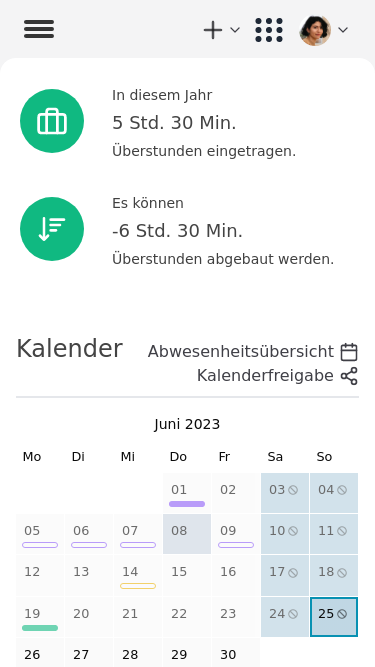 In diesem Jahr
5 Std. 30 Min.
Überstunden eingetragen.
Es können
-6 Std. 30 Min.
Überstunden abgebaut werden.
Kalender
Abwesenheitsübersicht
Kalenderfreigabe
Juni 2023
Mo Di Mi Do Fr Sa So
01 02 03 04
05 06 07 08 09 10 11
12 13 14 15 16 17 18
19 20 21 22 23 24 25
26 27 28 29 30